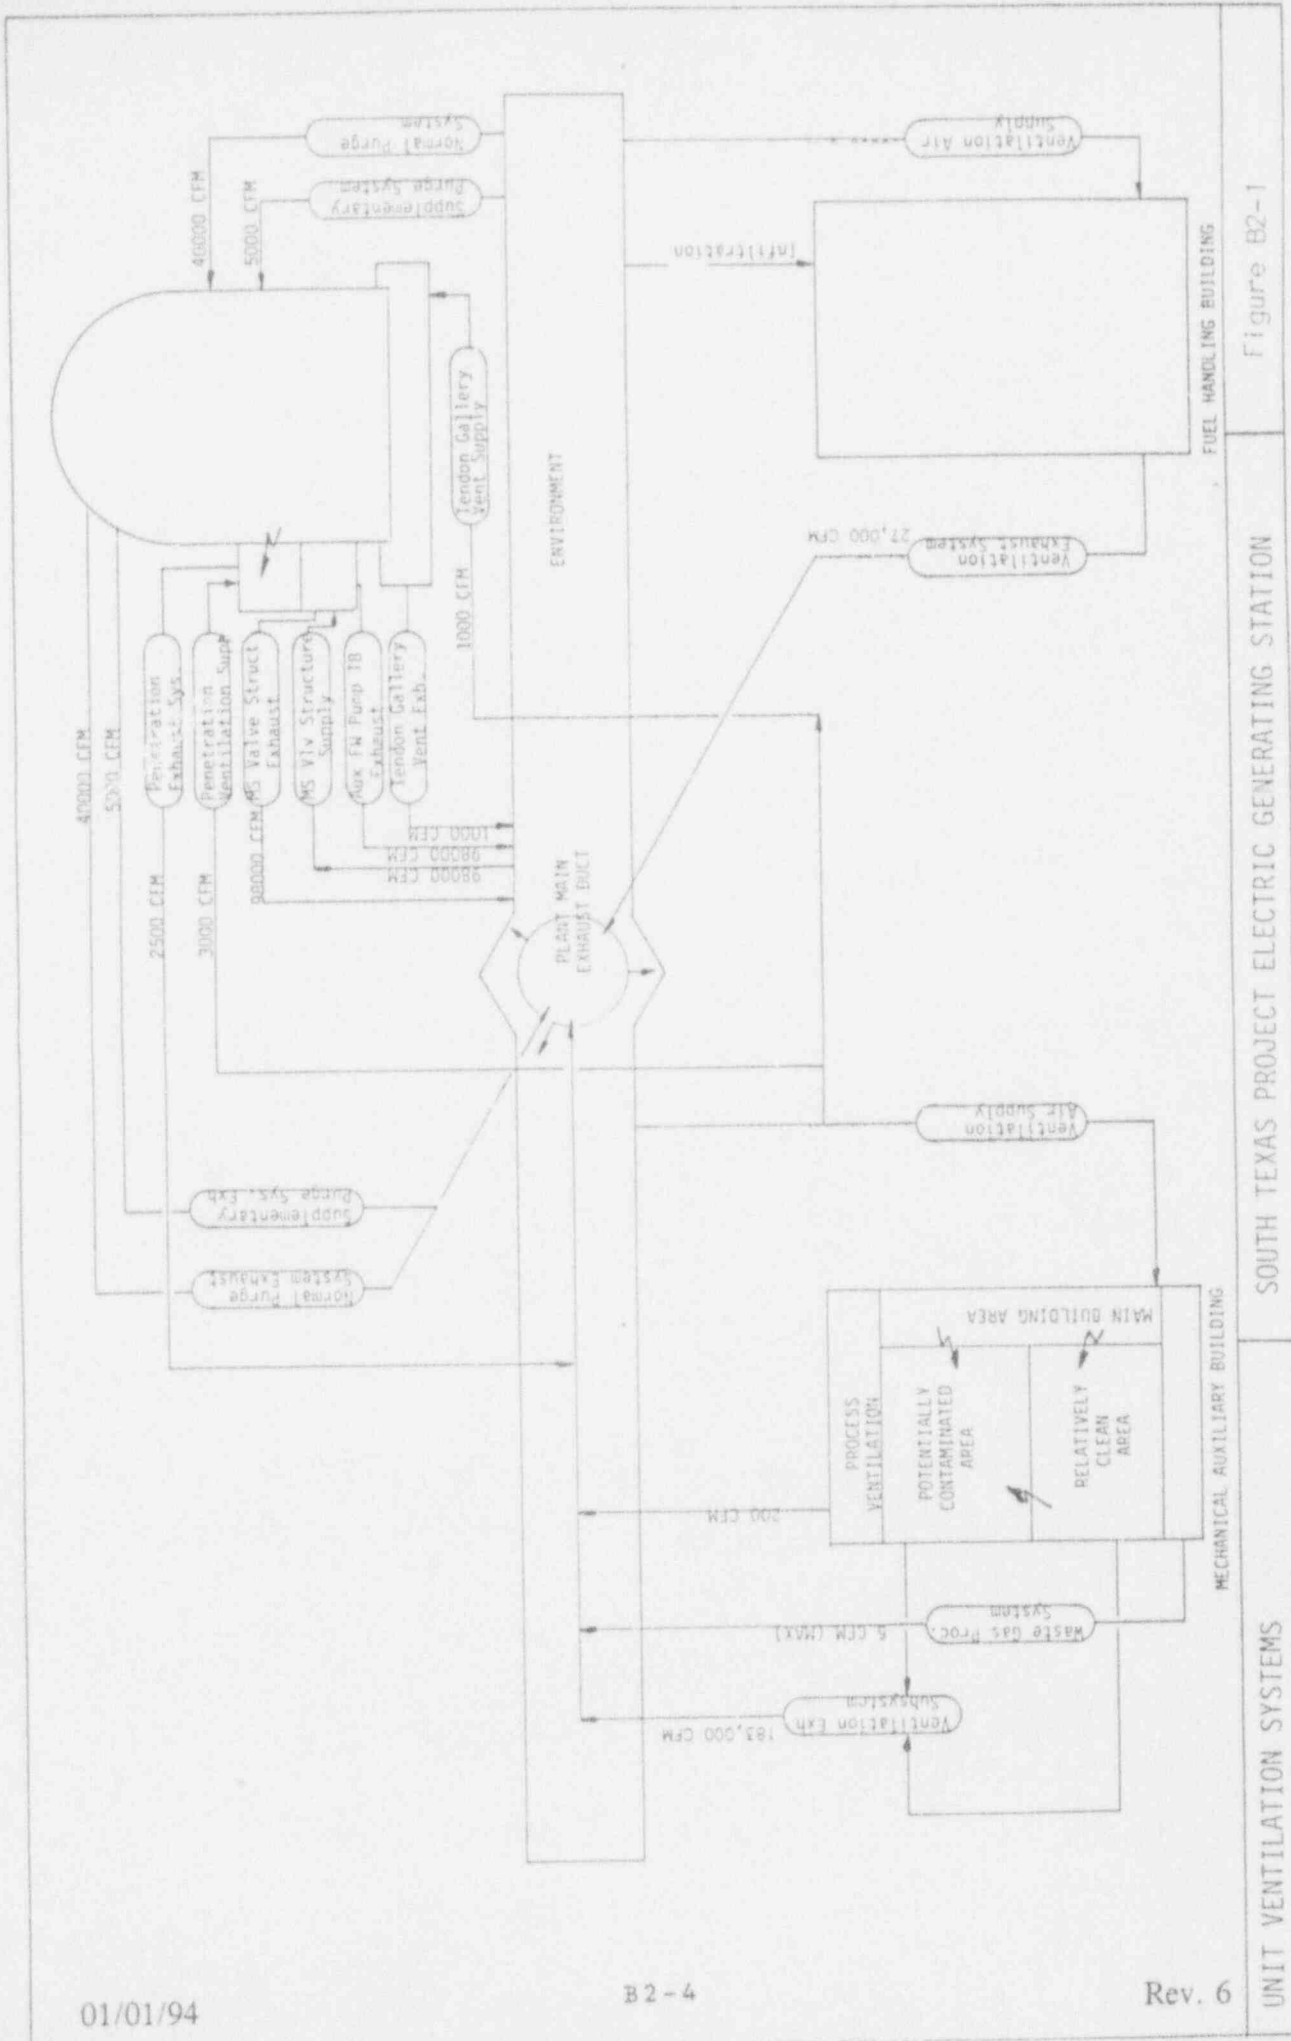 40000 CFM
5000 CFM
Normal Purge
System
Supplementary
Purge System
Ventilation Air
Supply
Infiltration
Tendon Gallery
Vent Supply
1000 CFM
ENVIRONMENT
FUEL HANDLING BUILDING
27,000 CFM
Ventilation
Exhaust System
40000 CFM
5000 CFM
2500 CFM
3000 CFM
98000 CFM
Penetration
Exhaust Sys.
Penetration
Ventilation Supp
MS Valve Struct
Exhaust
MS Vlv Structure
Supply
Aux FW Pump TB
Exhaust
Tendon Gallery
Vent Exh.
1000 CFM
98000 CFM
98000 CFM
PLANT MAIN
EXHAUST DUCT
Supplementary
Purge Sys. Exh
Normal Purge
System Exhaust
Ventilation
Air Supply
MAIN BUILDING AREA
PROCESS
VENTILATION
POTENTIALLY
CONTAMINATED
AREA
RELATIVELY
CLEAN
AREA
MECHANICAL AUXILIARY BUILDING
200 CFM
5 CFM (MAX)
Waste Gas Proc.
System
183,000 CFM
Ventilation Exh
Subsystem
UNIT VENTILATION SYSTEMS
SOUTH TEXAS PROJECT ELECTRIC GENERATING STATION
Figure B2-1
01/01/94
B2-4
Rev. 6